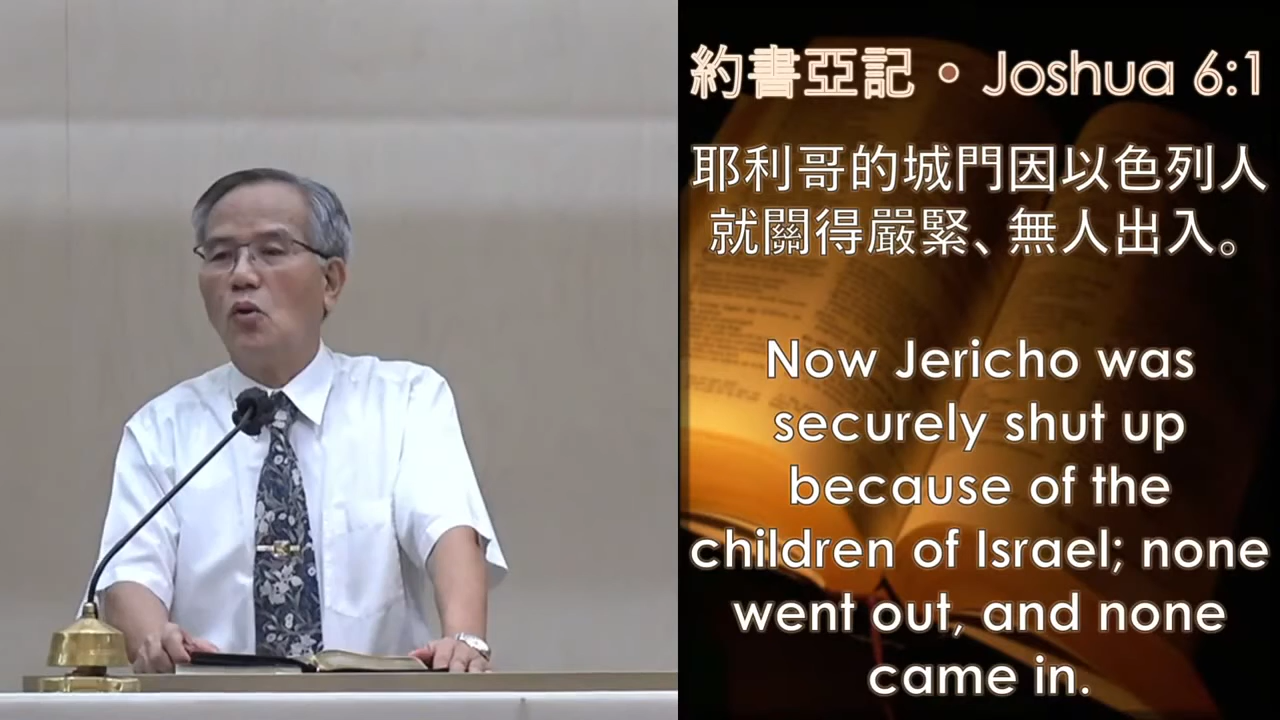 約書亞記 • Joshua 6:1
耶利哥的城門因以色列人
就關得嚴緊、無人出入。
Now Jericho was
securely shut up
because of the
children of Israel; none
went out, and none
came in.